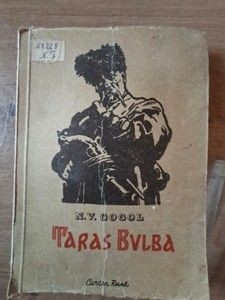 N.V. GOGOL
TARAS BVLBA
Cartea Rusă